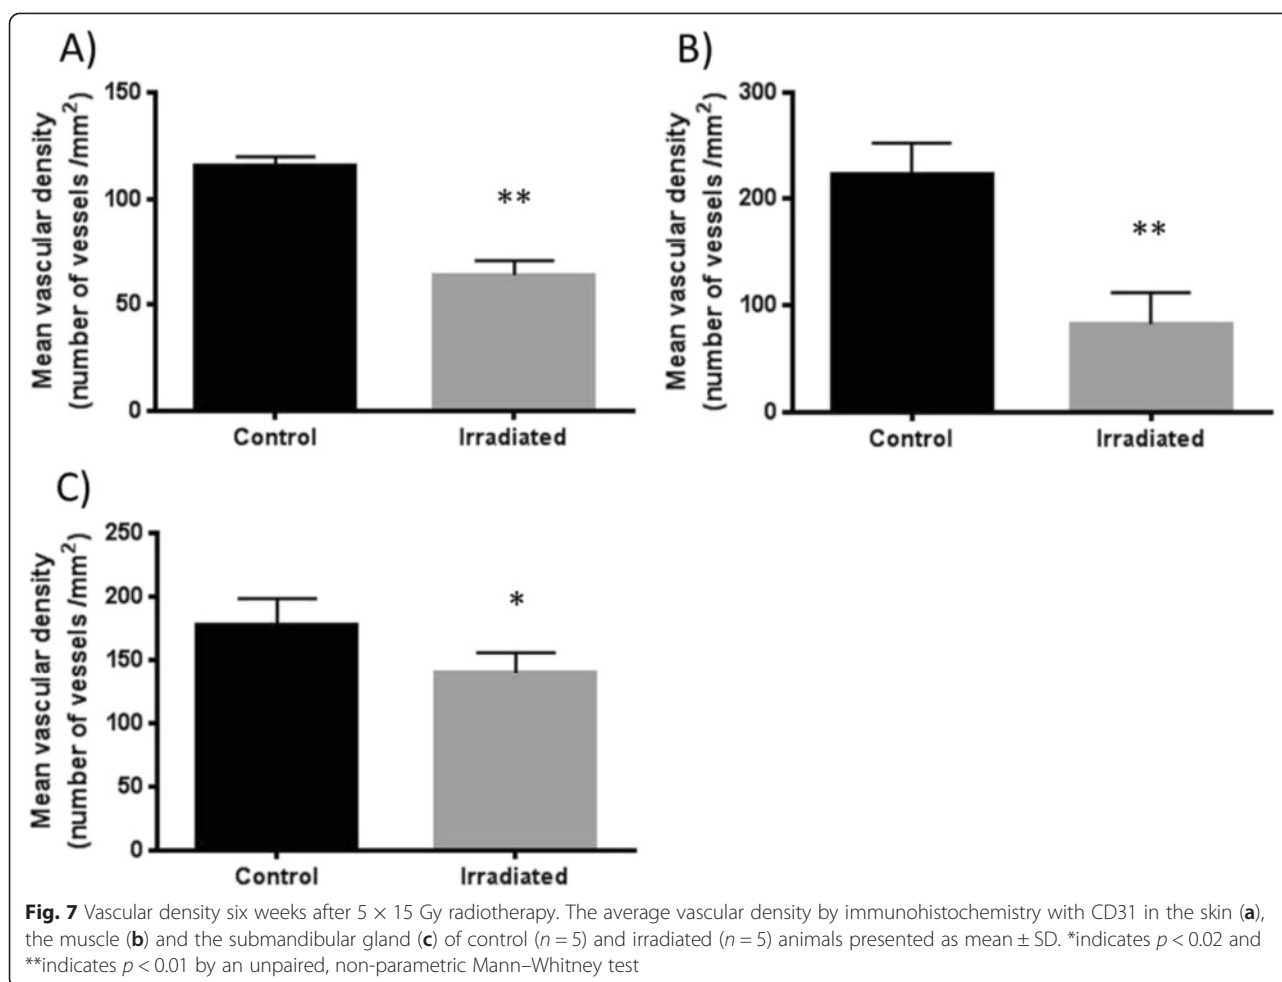 A)
Mean vascular density
(number of vessels /mm²)
150
100
50
0
**
Control
Irradiated
B)
Mean vascular density
(number of vessels /mm²)
300
200
100
0
**
Control
Irradiated
C)
Mean vascular density
(number of vessels /mm²)
250
200
150
100
50
0
*
Control
Irradiated
Fig. 7 Vascular density six weeks after 5 × 15 Gy radiotherapy. The average vascular density by immunohistochemistry with CD31 in the skin (a),
the muscle (b) and the submandibular gland (c) of control (n = 5) and irradiated (n = 5) animals presented as mean ± SD. *indicates p < 0.02 and
**indicates p < 0.01 by an unpaired, non-parametric Mann–Whitney test